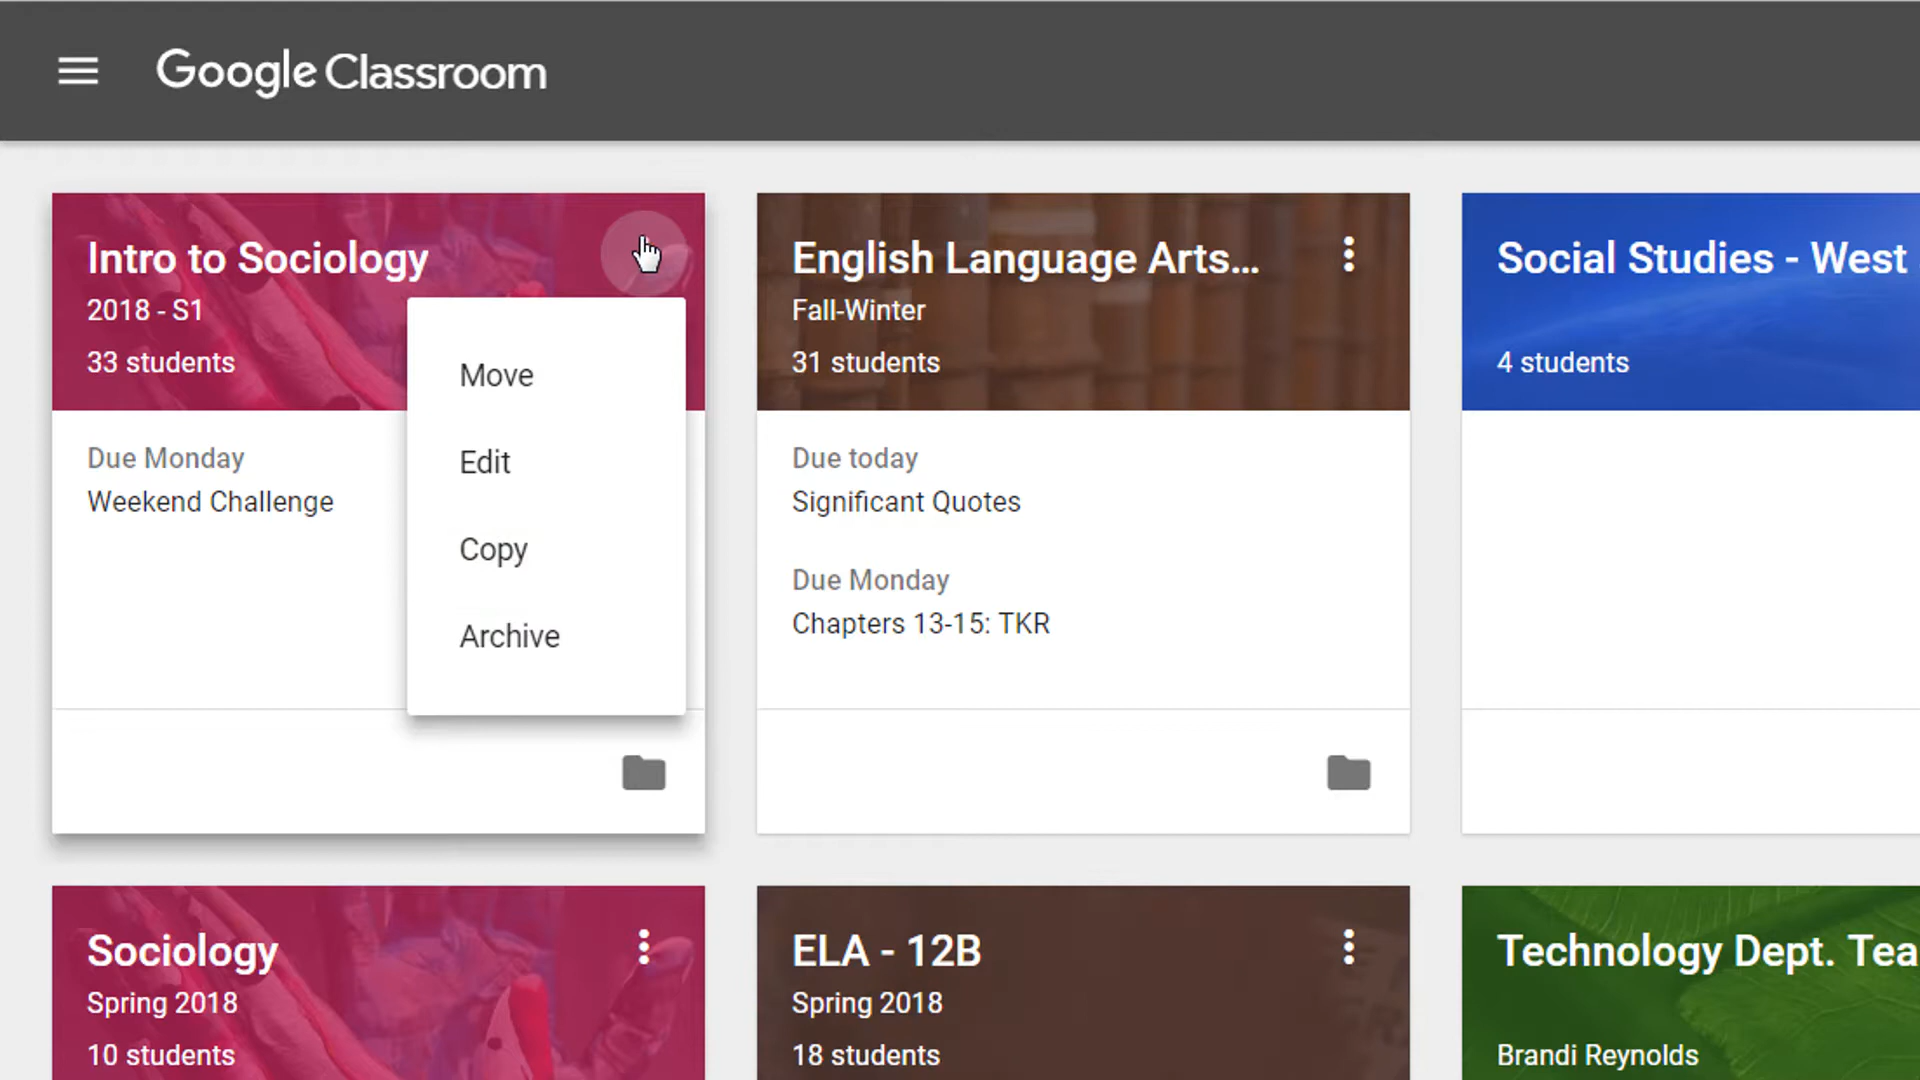 Google Classroom
Intro to Sociology
2018 - S1
33 students
Move
Edit
Copy
Archive
Due Monday
Weekend Challenge
English Language Arts...
Fall-Winter
31 students
Due today
Significant Quotes
Due Monday
Chapters 13-15: TKR
Social Studies - West
4 students
Sociology
Spring 2018
10 students
ELA - 12B
Spring 2018
18 students
Technology Dept. Tea
Brandi Reynolds